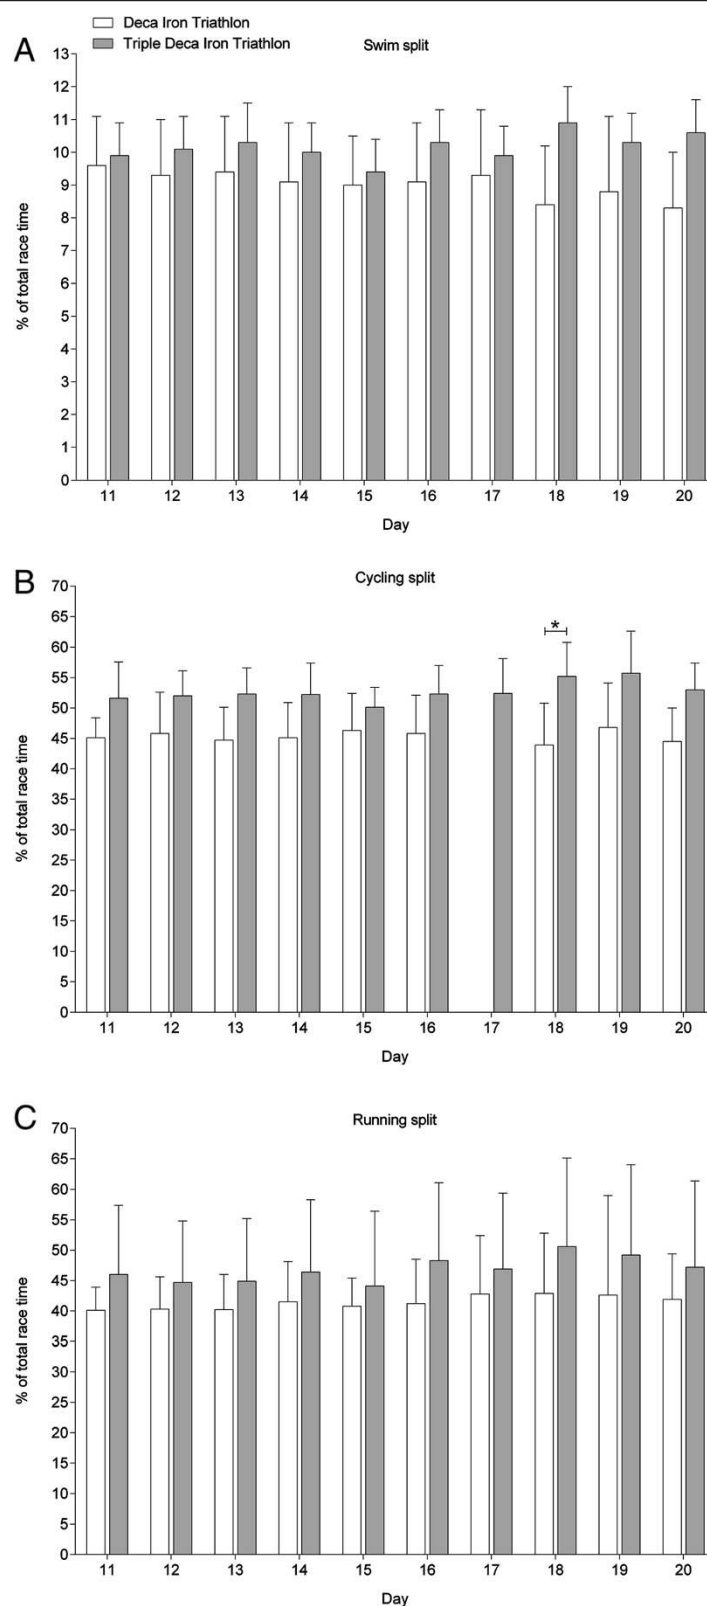 Deca Iron Triathlon
Triple Deca Iron Triathlon
A
Swim split
13
12
11
10
9
8
7
6
5
4
3
2
1
0
% of total race time
11 12 13 14 15 16 17 18 19 20
Day
B
Cycling split
70
65
60
55
50
45
40
35
30
25
20
15
10
5
0
% of total race time
*
11 12 13 14 15 16 17 18 19 20
Day
C
Running split
70
65
60
55
50
45
40
35
30
25
20
15
10
5
0
% of total race time
11 12 13 14 15 16 17 18 19 20
Day